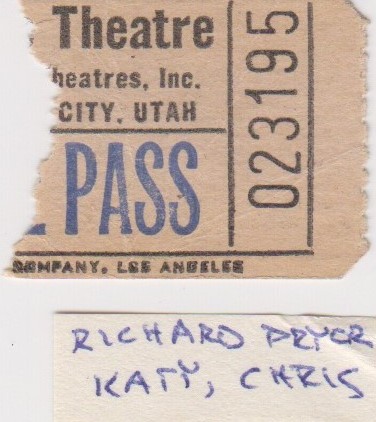 Theatre
heatres, Inc.
CITY, UTAH
PASS
023195
COMPANY, LOS ANGELES
RICHARD PRYOR
KATY, CHRIS